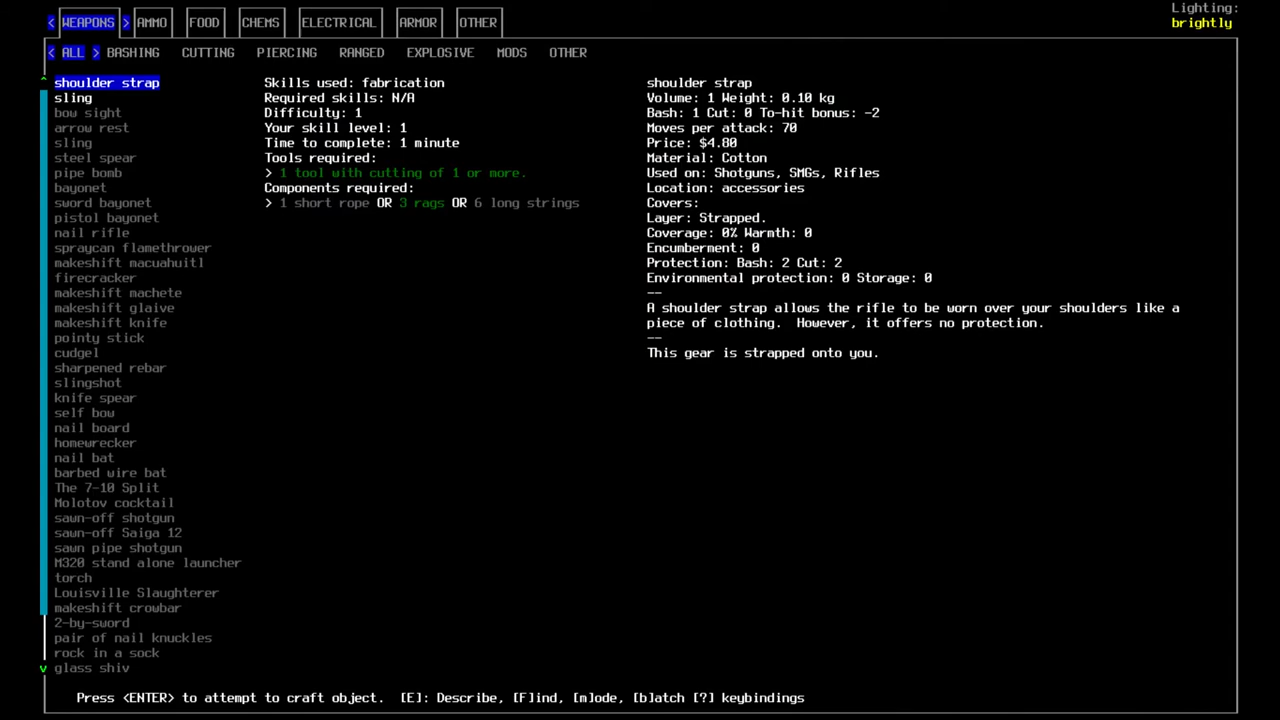 Lighting:
brightly
< WEAPONS > AMMO FOOD CHEMS ELECTRICAL ARMOR OTHER
< ALL > BASHING CUTTING PIERCING RANGED EXPLOSIVE MODS OTHER
^
shoulder strap
sling
bow sight
arrow rest
sling
steel spear
pipe bomb
bayonet
sword bayonet
pistol bayonet
nail rifle
spraycan flamethrower
makeshift macuahuitl
firecracker
makeshift machete
makeshift glaive
makeshift knife
pointy stick
cudgel
sharpened rebar
slingshot
knife spear
self bow
nail board
homewrecker
nail bat
barbed wire bat
The 7-10 Split
Molotov cocktail
sawn-off shotgun
sawn-off Saiga 12
sawn pipe shotgun
M320 stand alone launcher
torch
Louisville Slaughterer
makeshift crowbar
2-by-sword
pair of nail knuckles
rock in a sock
v glass shiv
Skills used: fabrication
Required skills: N/A
Difficulty: 1
Your skill level: 1
Time to complete: 1 minute
Tools required:
> 1 tool with cutting of 1 or more.
Components required:
> 1 short rope OR 3 rags OR 6 long strings
shoulder strap
Volume: 1 Weight: 0.10 kg
Bash: 1 Cut: 0 To-hit bonus: -2
Moves per attack: 70
Price: $4.80
Material: Cotton
Used on: Shotguns, SMGs, Rifles
Location: accessories
Covers:
Layer: Strapped.
Coverage: 0% Warmth: 0
Encumberment: 0
Protection: Bash: 2 Cut: 2
Environmental protection: 0 Storage: 0
--
A shoulder strap allows the rifle to be worn over your shoulders like a
piece of clothing. However, it offers no protection.
--
This gear is strapped onto you.
Press <ENTER> to attempt to craft object. [E]: Describe, [F]ind, [m]ode, [b]atch [?] keybindings